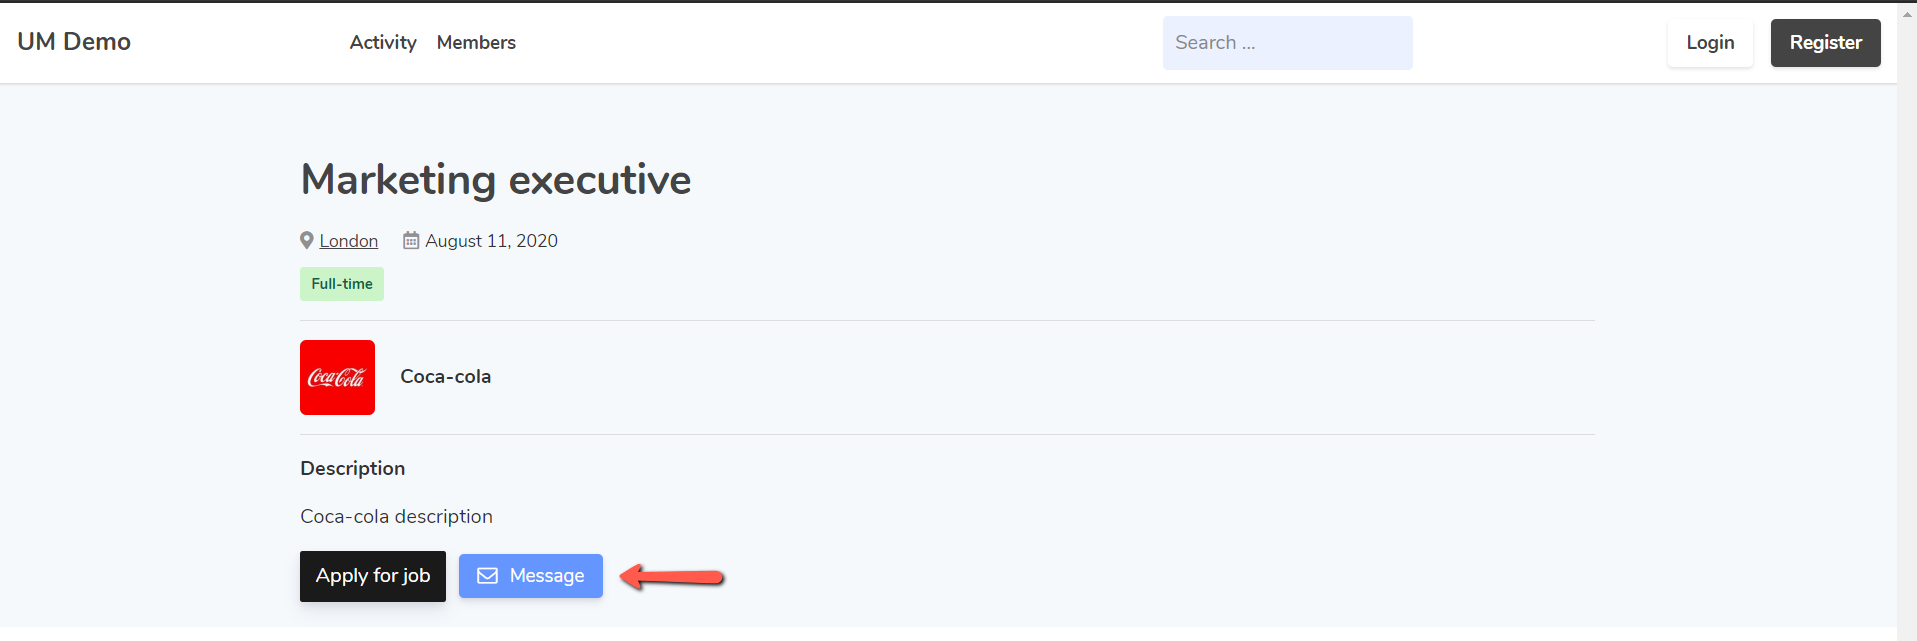 UM Demo Activity Members Search ... Login Register
Marketing executive
London August 11, 2020
Full-time
Coca-Cola Coca-cola
Description
Coca-cola description
Apply for job Message